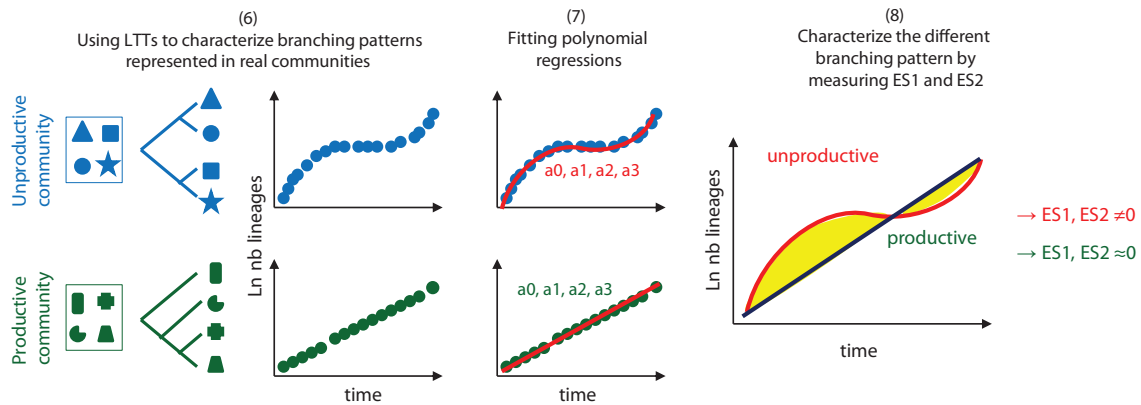 (6)
Using LTTs to characterize branching patterns
represented in real communities
(7)
Fitting polynomial
regressions
(8)
Characterize the different
branching pattern by
measuring ES1 and ES2
Unproductive
community
Productive
community
Ln nb lineages
time
a0, a1, a2, a3
a0, a1, a2, a3
time
Ln nb lineages
unproductive
productive
time
→ ES1, ES2 ≠0
→ ES1, ES2 ≈0